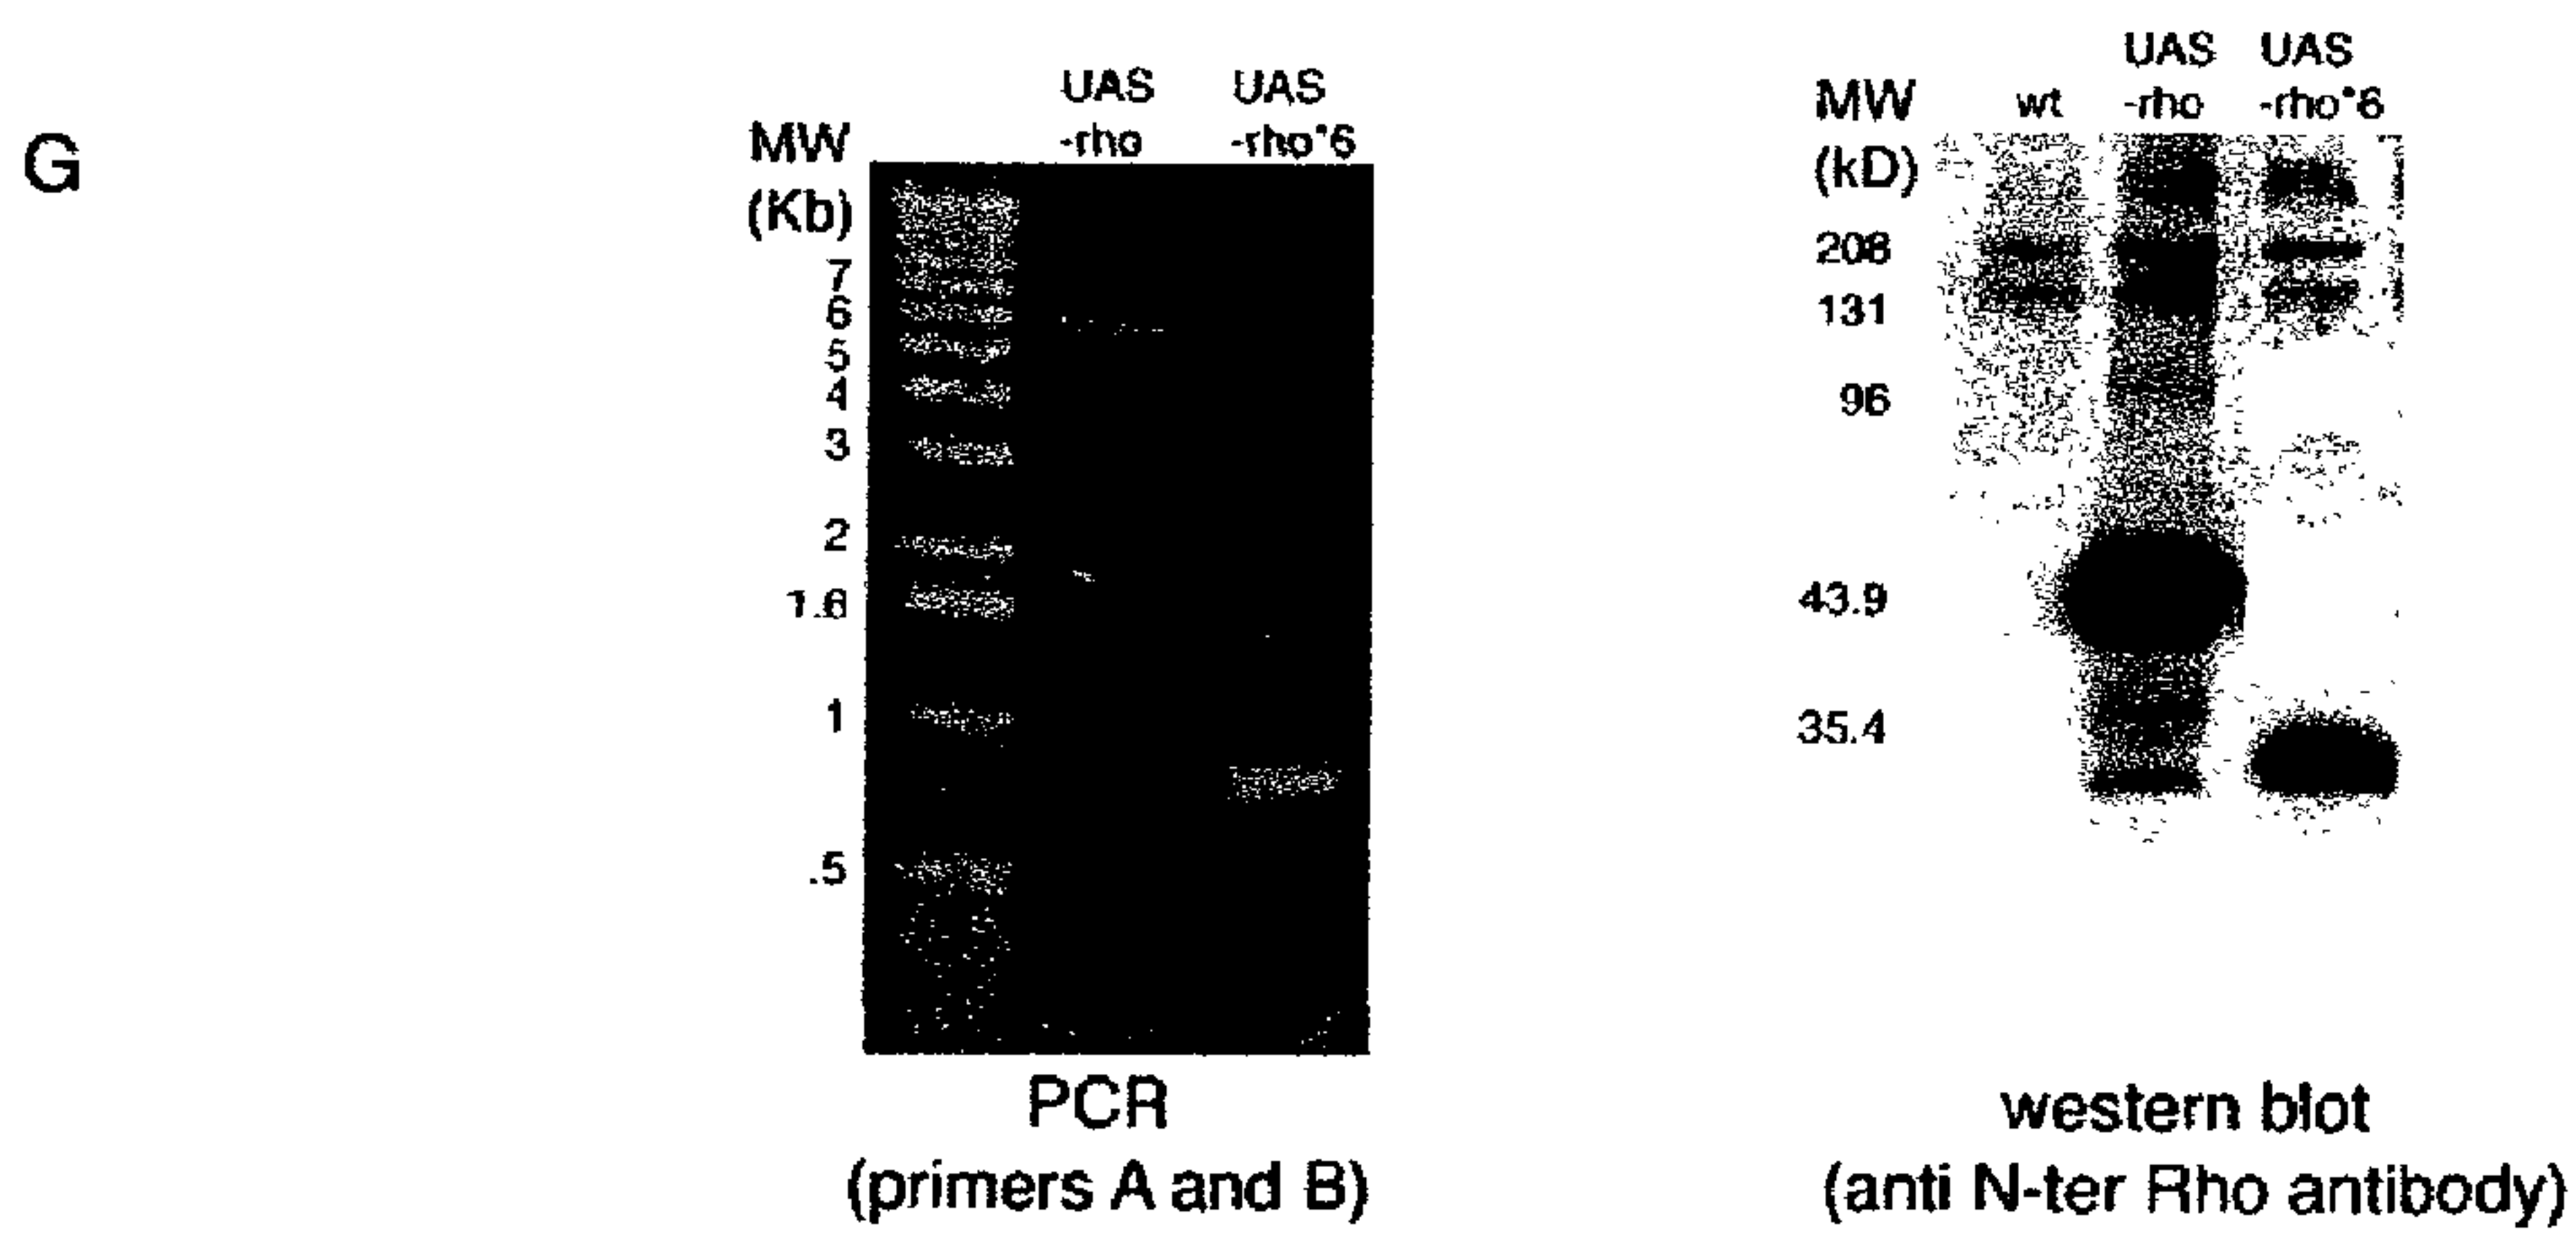 G
UAS UAS
MW -rho -rho*6
(Kb)
7
6
5
4
3
2
1.6
1
.5
PCR
(primers A and B)
UAS UAS
MW wt -rho -rho*6
(kD)
208
131
96
43.9
35.4
western blot
(anti N-ter Rho antibody)